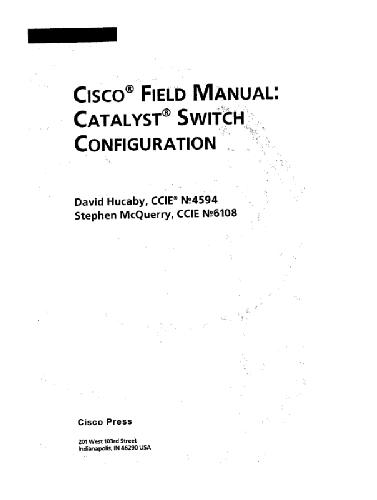 CISCO® FIELD MANUAL:
CATALYST® SWITCH
CONFIGURATION
David Hucaby, CCIE® №4594
Stephen McQuerry, CCIE №6108
Cisco Press
201 West 103rd Street
Indianapolis, IN 46290 USA